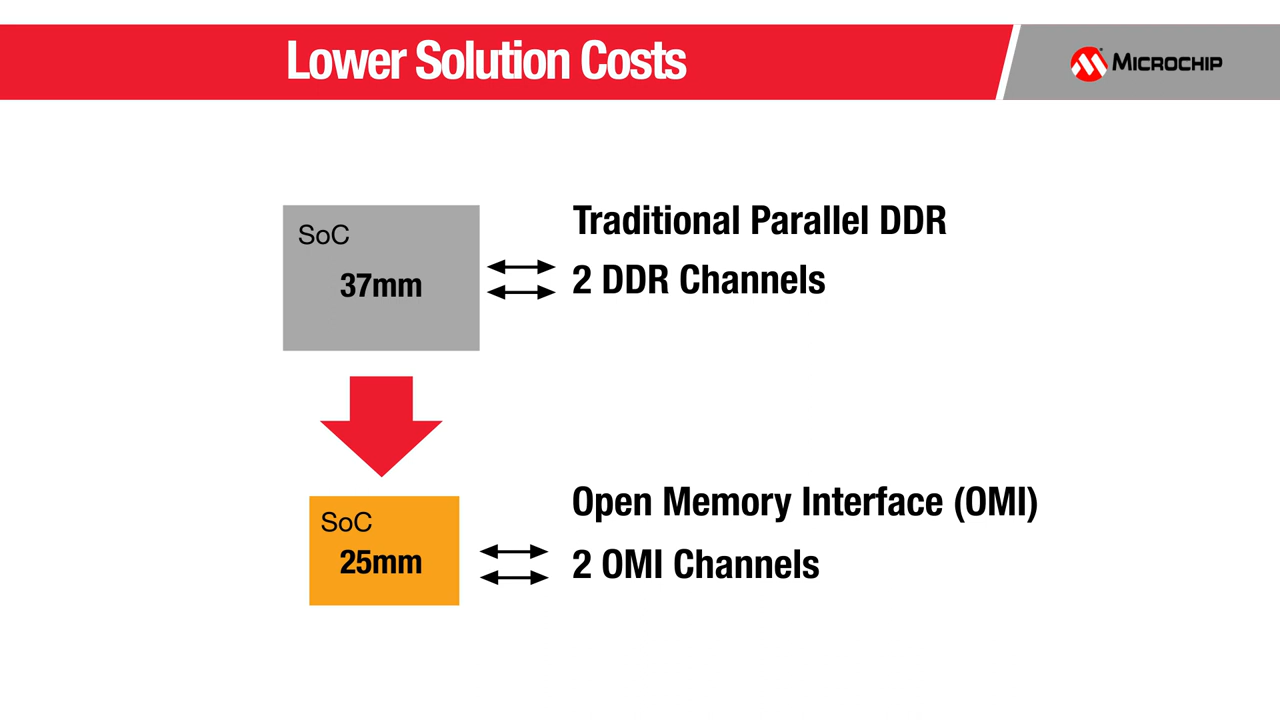 Lower Solution Costs
MICROCHIP
SoC
37mm
Traditional Parallel DDR
2 DDR Channels
SoC
25mm
Open Memory Interface (OMI)
2 OMI Channels